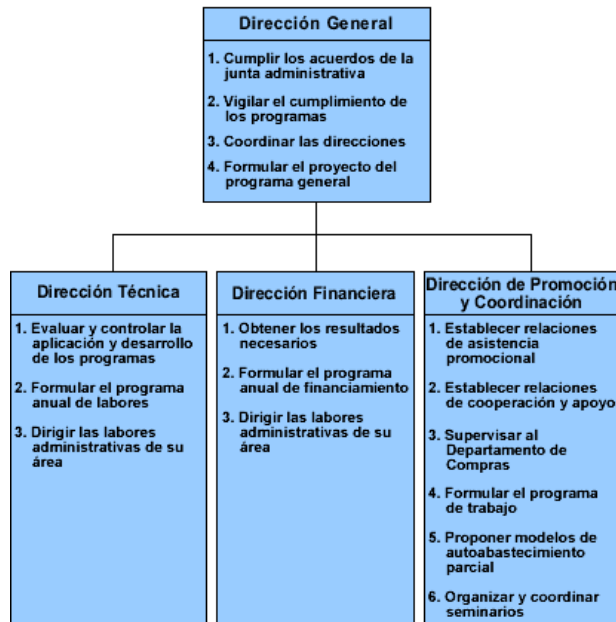 Dirección General
1. Cumplir los acuerdos de la
junta administrativa
2. Vigilar el cumplimiento de
los programas
3. Coordinar las direcciones
4. Formular el proyecto del
programa general
Dirección Técnica
1. Evaluar y controlar la
aplicación y desarrollo
de los programas
2. Formular el programa
anual de labores
3. Dirigir las labores
administrativas de su
área
Dirección Financiera
1. Obtener los resultados
necesarios
2. Formular el programa
anual de financiamiento
3. Dirigir las labores
administrativas de su
área
Dirección de Promoción
y Coordinación
1. Establecer relaciones
de asistencia
promocional
2. Establecer relaciones
de cooperación y apoyo
3. Supervisar al
Departamento de
Compras
4. Formular el programa
de trabajo
5. Proponer modelos de
autoabastecimiento
parcial
6. Organizar y coordinar
seminarios